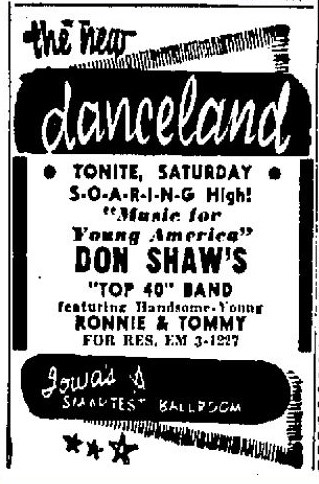 the new
danceland
• TONITE, SATURDAY •
S-O-A-R-I-N-G High!
"Music for
Young America"
DON SHAW'S
"TOP 40" BAND
featuring Handsome-Young
RONNIE & TOMMY
FOR RES. EM 3-1227
Iowa's
SMARTEST BALLROOM